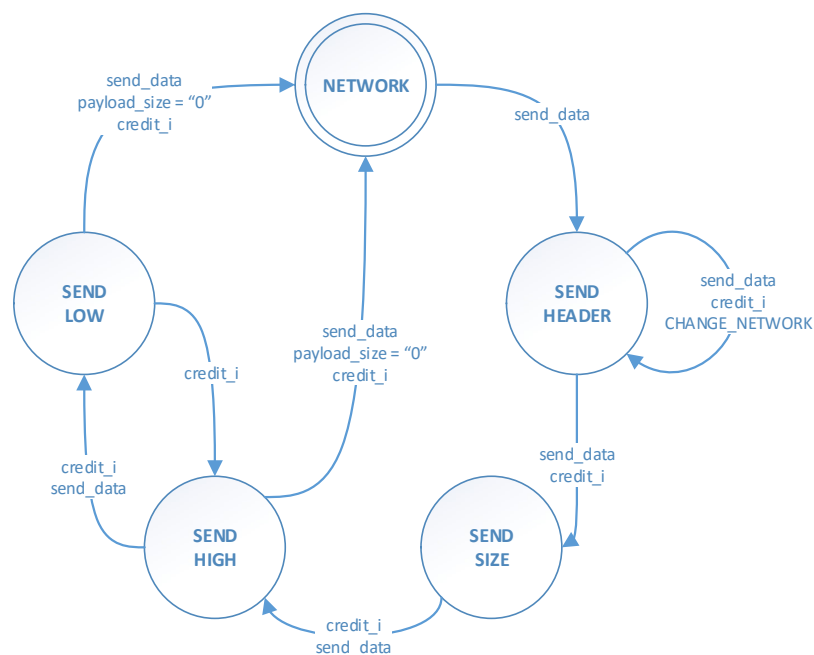 send_data
payload_size = “0”
credit_i
NETWORK
send_data
SEND
LOW
SEND
HEADER
send_data
credit_i
CHANGE_NETWORK
send_data
payload_size = “0”
credit_i
credit_i
credit_i
send_data
send_data
credit_i
SEND
HIGH
SEND
SIZE
credit_i
send_data